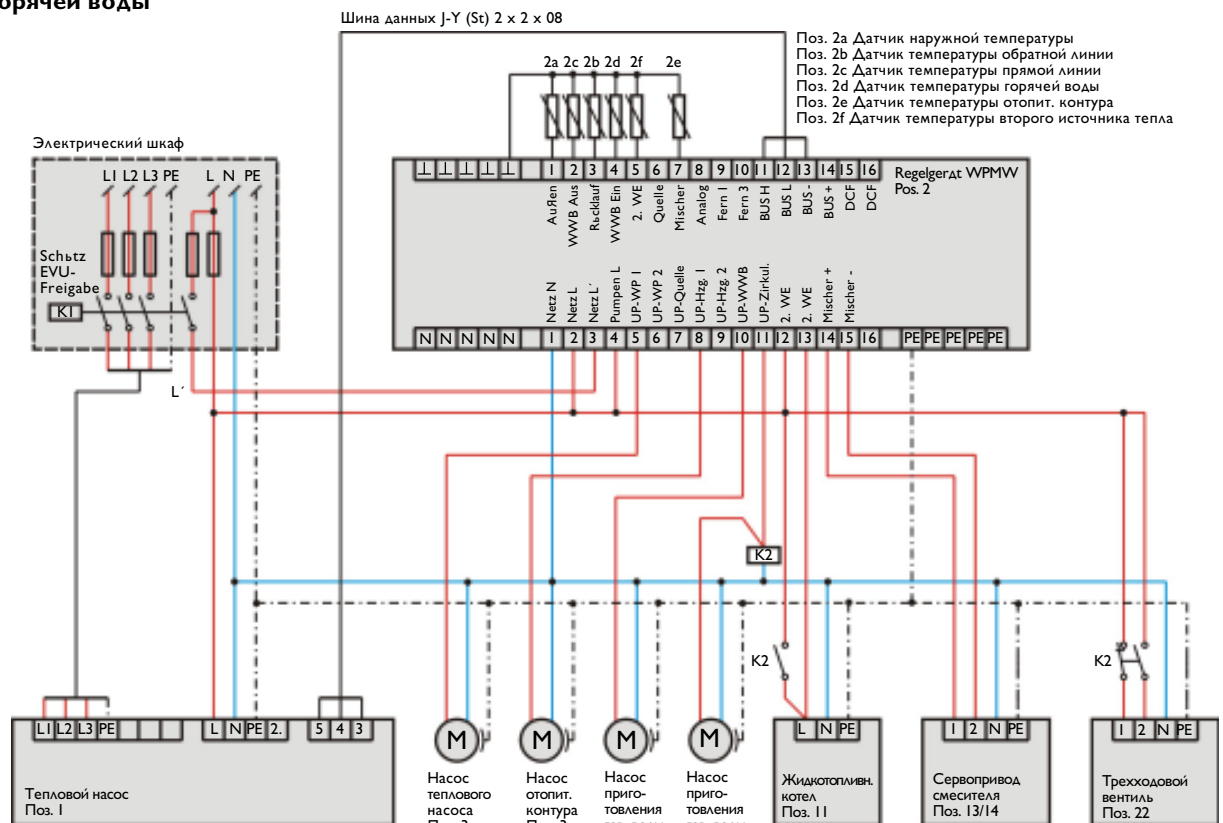 орячей воды
Шина данных J-Y (St) 2 x 2 x 08
Поз. 2a Датчик наружной температуры
Поз. 2b Датчик температуры обратной линии
Поз. 2c Датчик температуры прямой линии
Поз. 2d Датчик температуры горячей воды
Поз. 2e Датчик температуры отопит. контура
Поз. 2f Датчик температуры второго источника тепла
2a 2c 2b 2d 2f 2e
Электрический шкаф
L1 L2 L3 PE L N PE
Schьtz
EVU-
Freigabe
K1
L´
1 2 3 4 5 6 7 8 9 10 11 12 13 14 15 16
Regelgerдt WPMW
Pos. 2
AuЯen
WWB Aus
Rьcklauf
WWB Ein
2. WE
Quelle
Mischer
Analog
Fern 1
Fern 3
BUS H
BUS L
BUS -
BUS +
DCF
DCF
Netz N
Netz L
Netz L´
Pumpen L
UP-WP 1
UP-WP 2
UP-Quelle
UP-Hzg. 1
UP-Hzg. 2
UP-WWB
UP-Zirkul.
2. WE
2. WE
Mischer +
Mischer -
N N N N N 1 2 3 4 5 6 7 8 9 10 11 12 13 14 15 16 PE PE PE PE PE
K2
K2
K2
L1 L2 L3 PE L N PE 2. 5 4 3
Тепловой насос
Поз. 1
M
Насос
теплового
насоса
M
Насос
отопит.
контура
M
Насос
приго-
товления
M
Насос
приго-
товления
L N PE
Жидкотопливн.
котел
Поз. 11
1 2 N PE
Сервопривод
смесителя
Поз. 13/14
1 2 N PE
Трехходовой
вентиль
Поз. 22